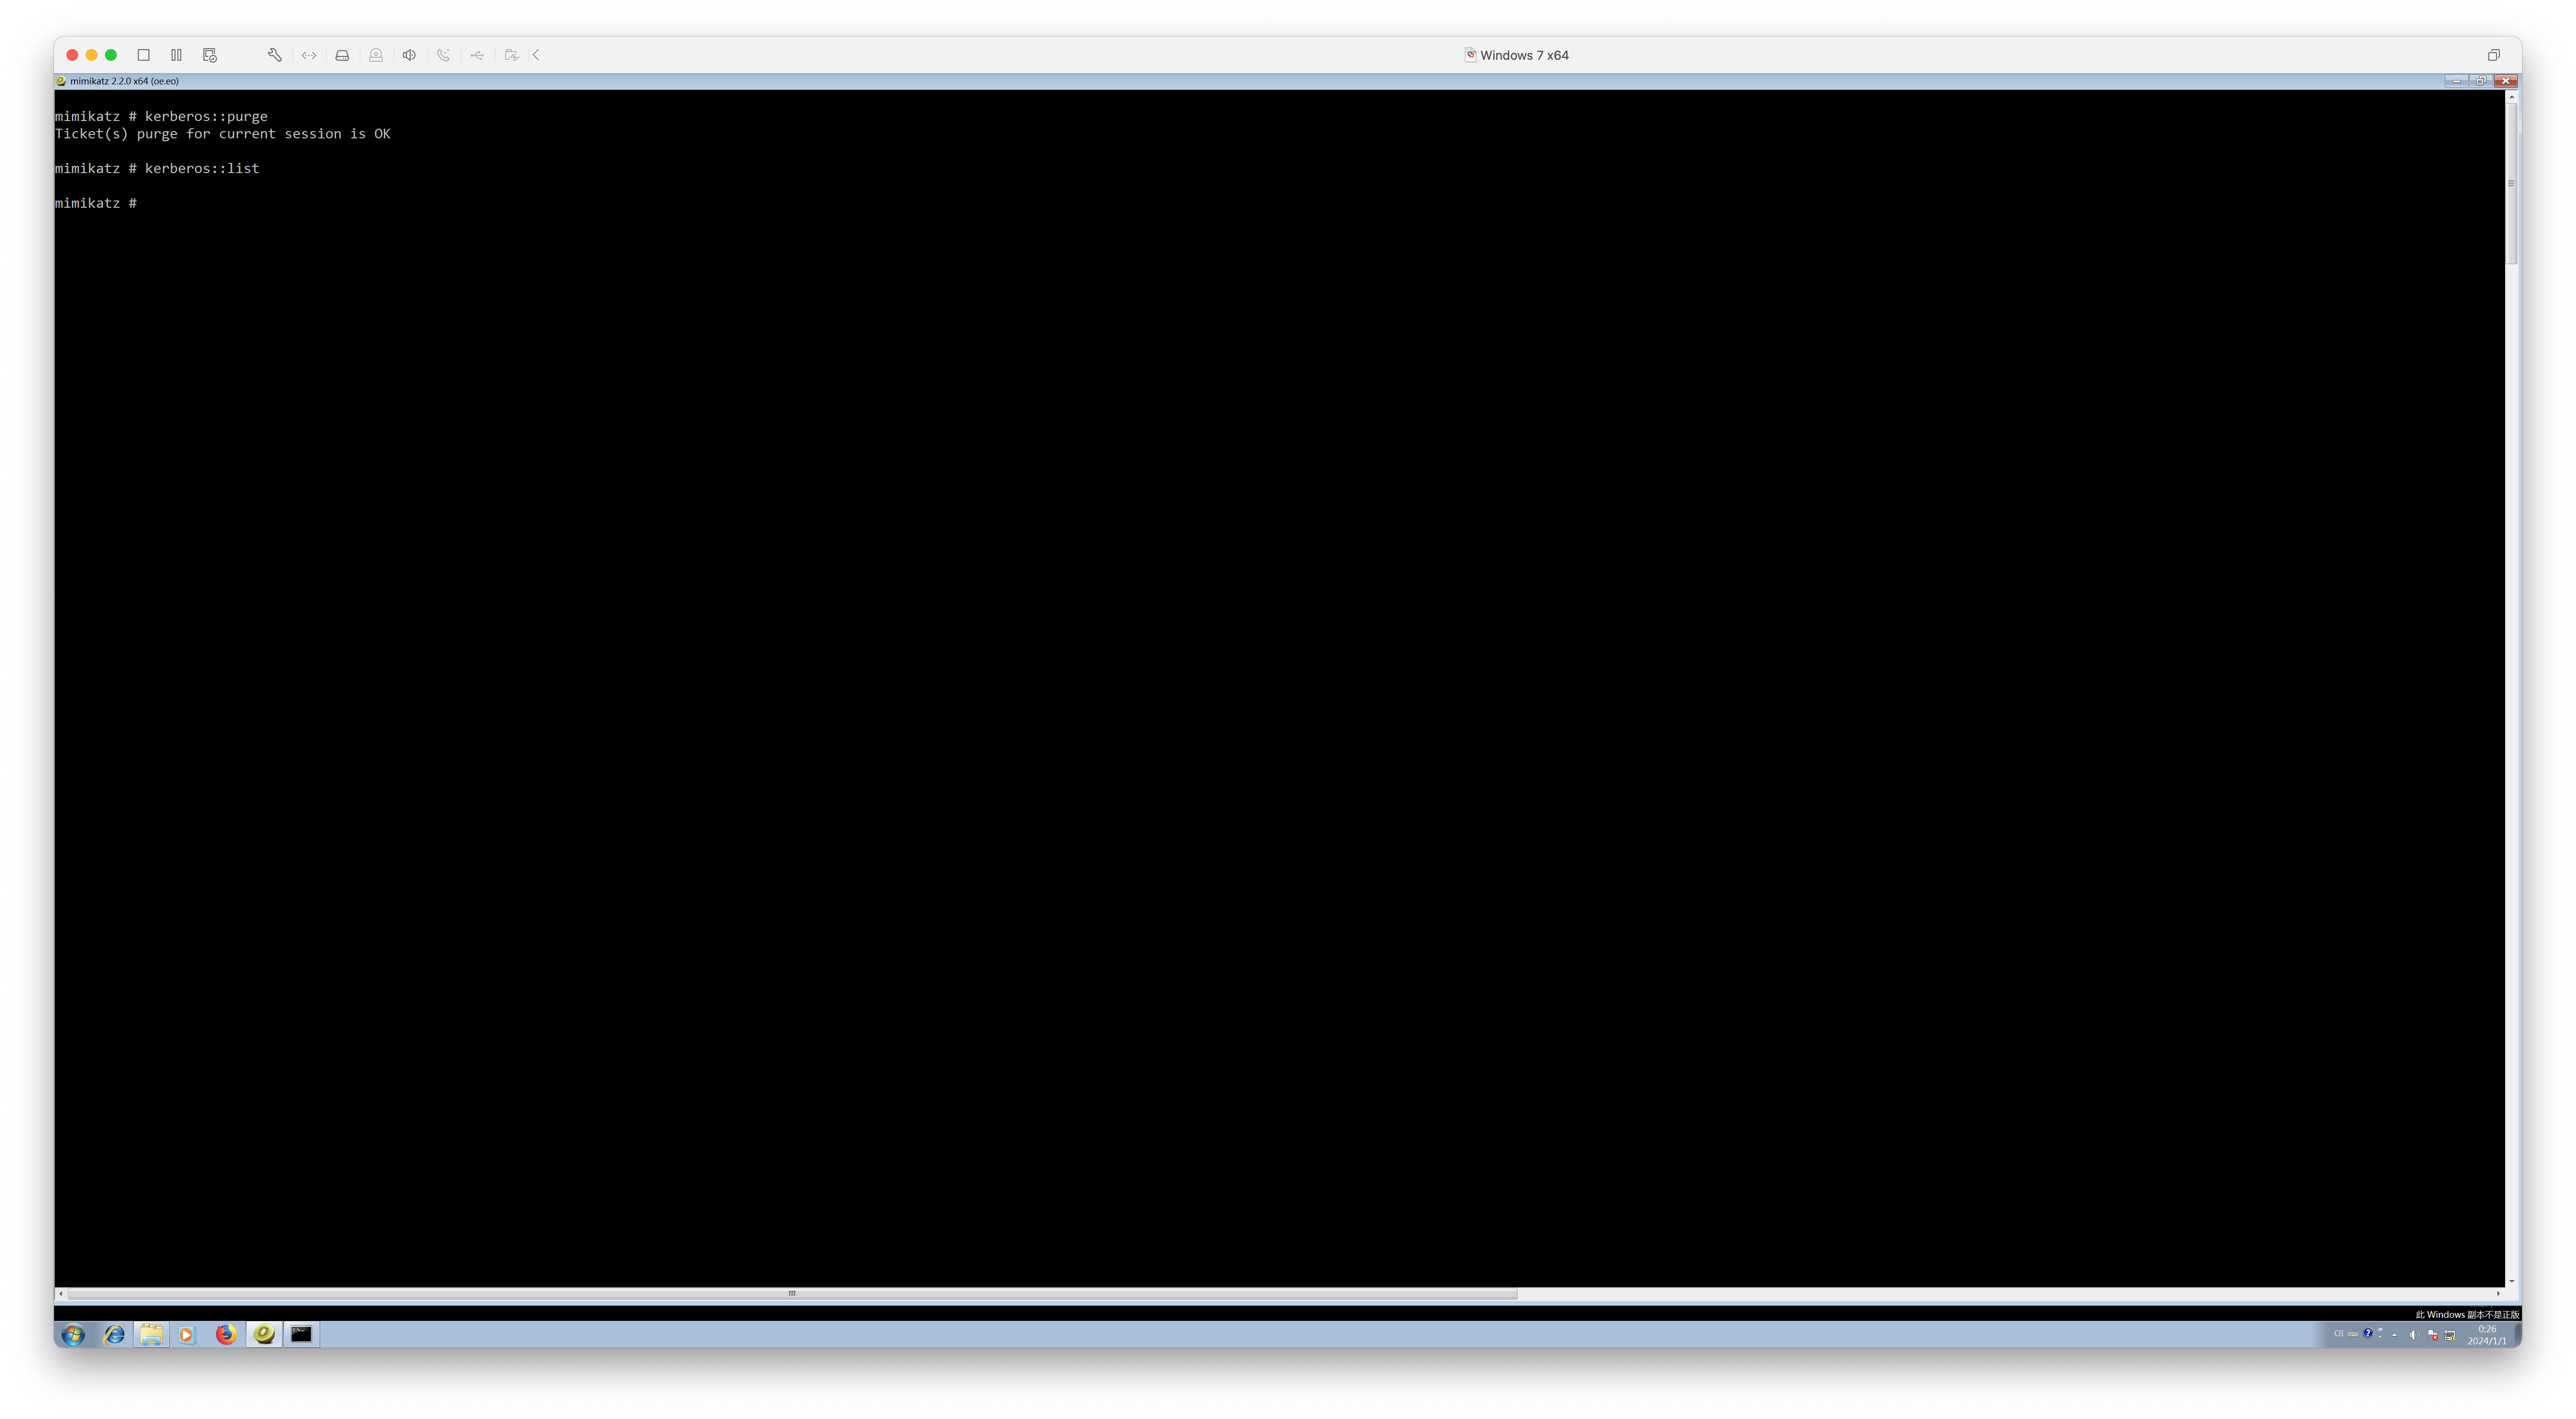 Windows 7 x64
mimikatz 2.2.0 x64 (oe.eo)
mimikatz # kerberos::purge
Ticket(s) purge for current session is OK
mimikatz # kerberos::list
mimikatz #
此 Windows 副本不是正版
CH
0:26
2024/1/1